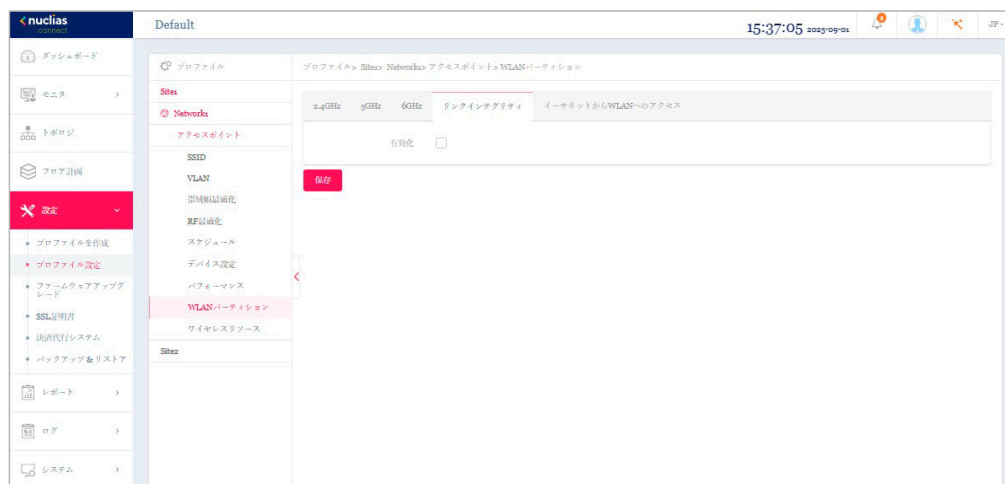 nuclias
connect
Default
15:37:05 2025-09-01
JP
ダッシュボード
モニタ
トポロジ
フロア計画
設定
プロファイルを作成
プロファイル設定
ファームウェアアップグ
レード
SSL証明書
決済代行システム
バックアップ&リストア
レポート
ログ
システム
プロファイル
Site1
Network1
アクセスポイント
SSID
VLAN
帯域幅最適化
RF最適化
スケジュール
デバイス設定
パフォーマンス
WLANパーティション
ワイヤレスリソース
Site2
プロファイル> Site1> Network1> アクセスポイント> WLANパーティション
2.4GHz 5GHz 6GHz リンクインテグリティ イーサネットからWLANへのアクセス
有効化
保存